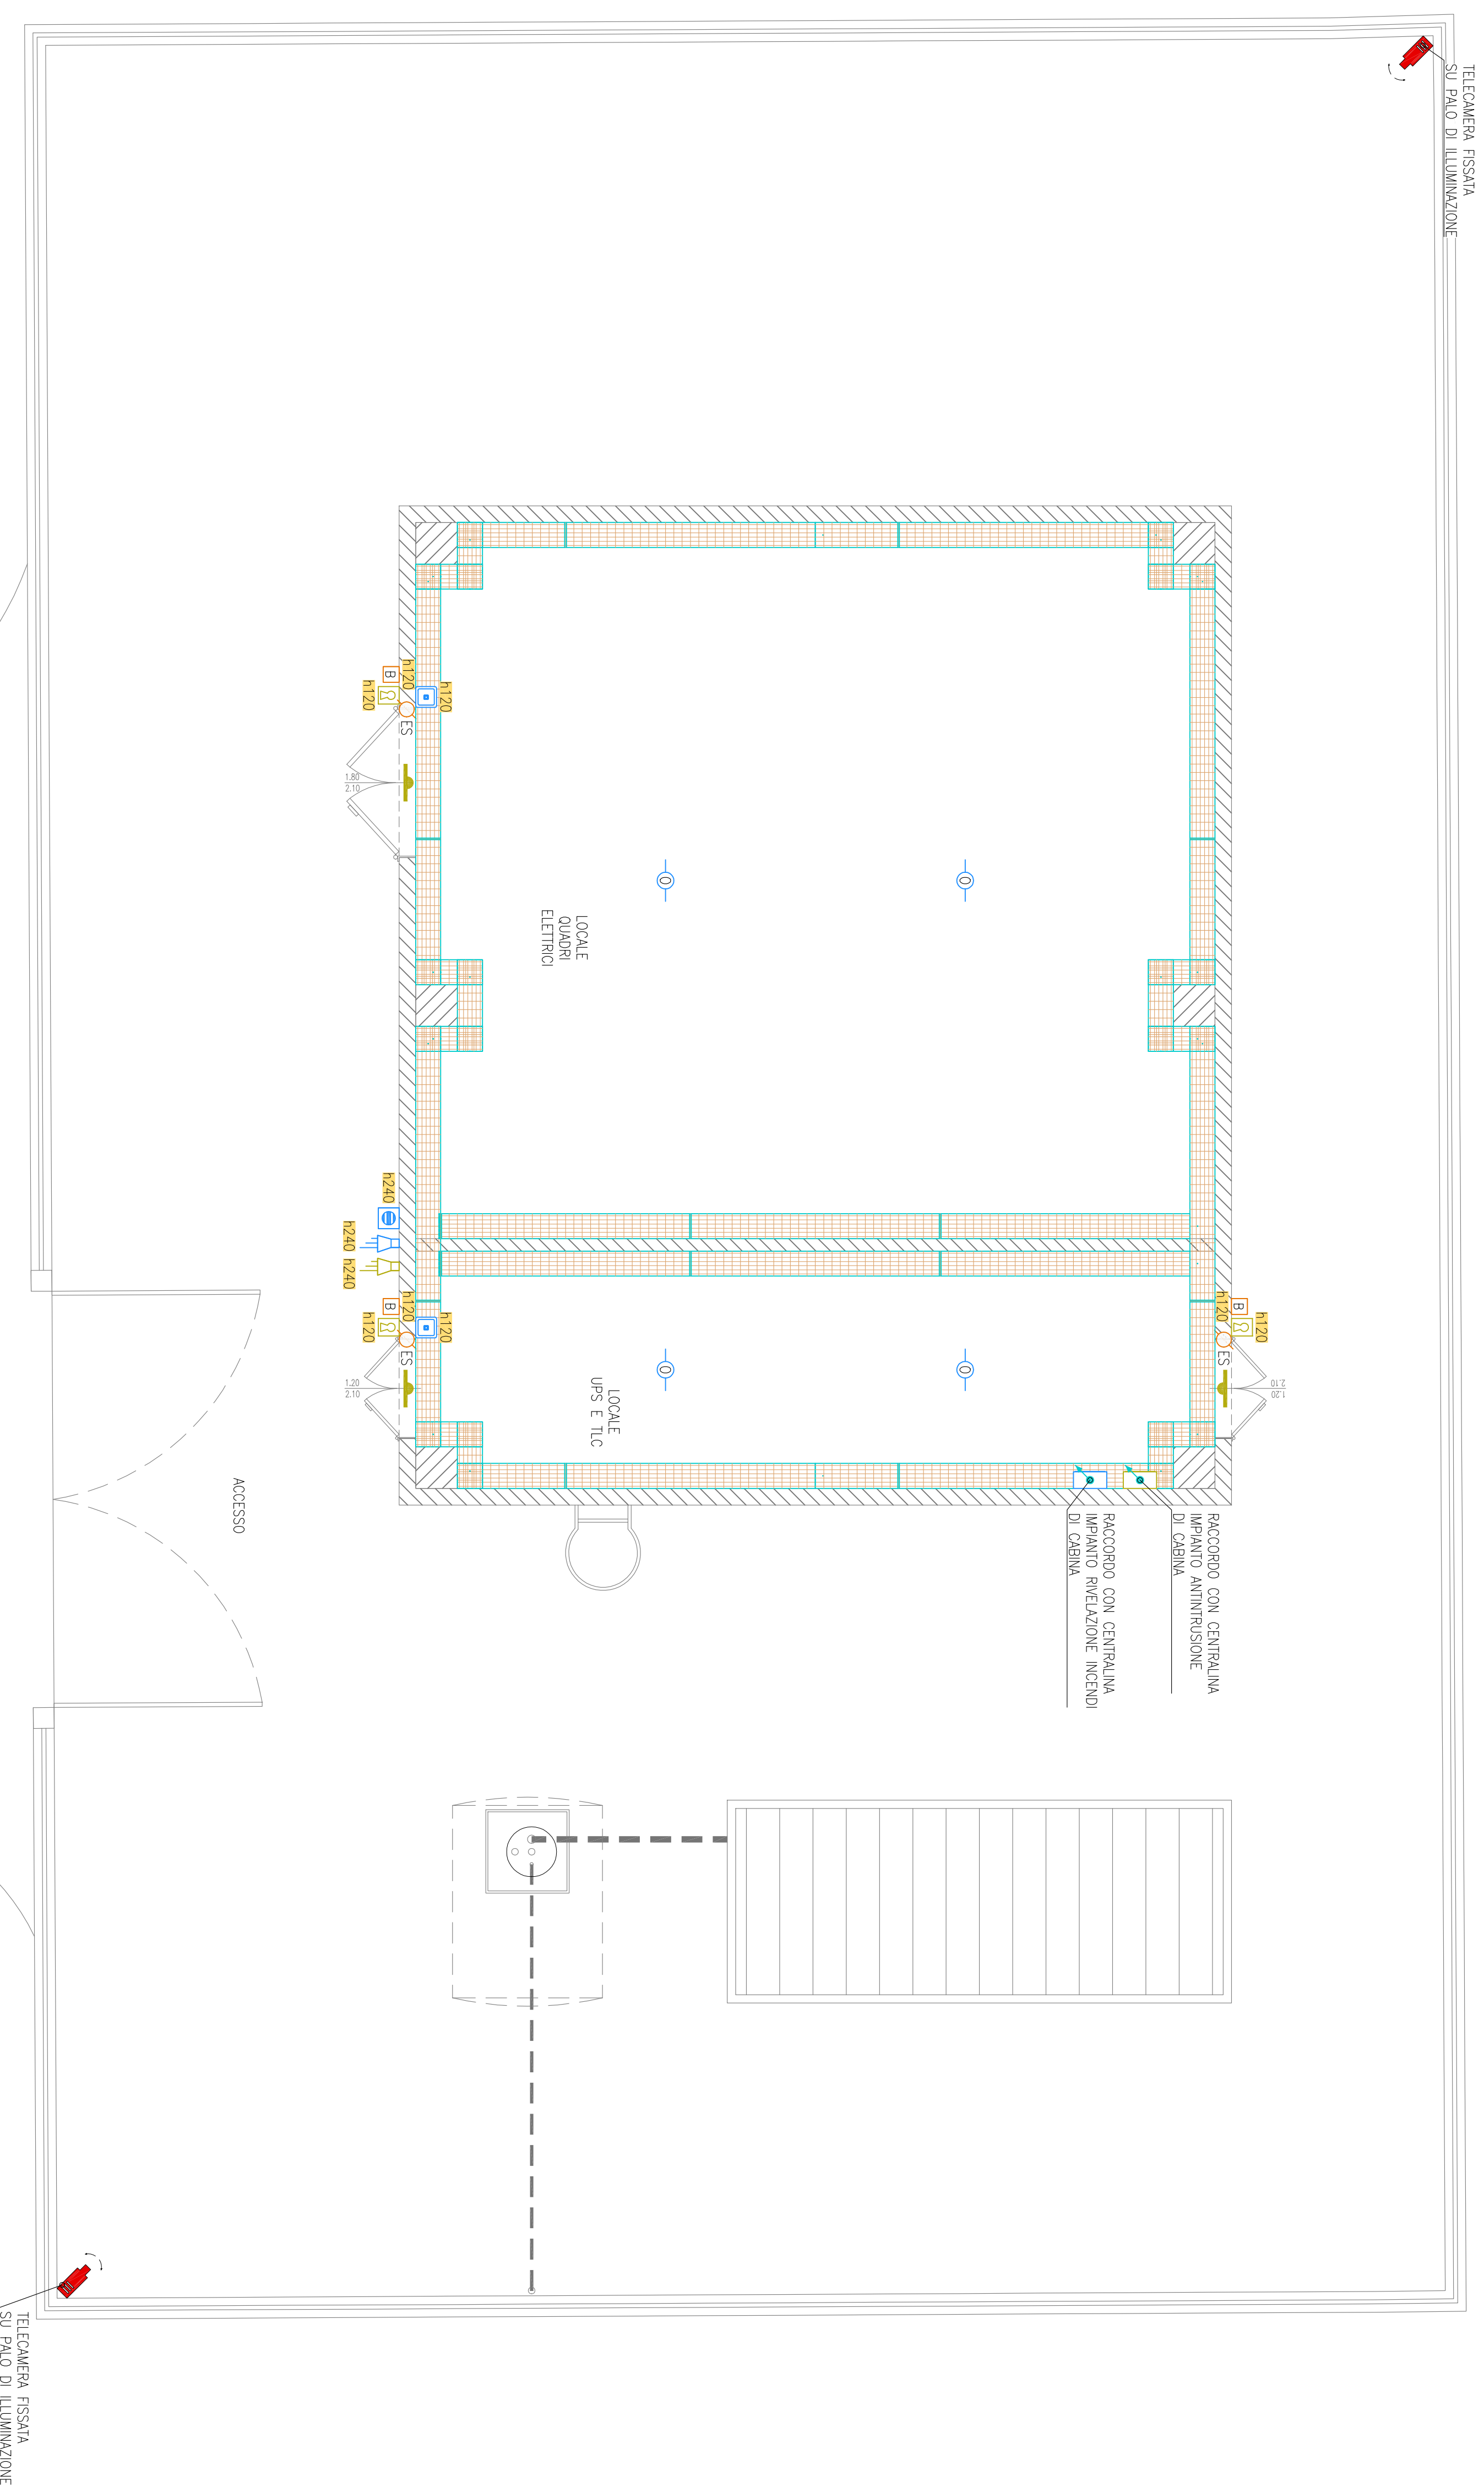 TELECAMERA FISSATA
SU PALO DI ILLUMINAZIONE
h120
B
h120
h120
ES
1.80
2.10
O
O
LOCALE
QUADRI
ELETTRICI
h240
h240
h240
h120
B
h120
h120
ES
1.20
2.10
O
O
LOCALE
UPS E TLC
h120
B
h120
ES
1.20
2.10
ACCESSO
RACCORDO CON CENTRALINA
IMPIANTO ANTINTRUSIONE
DI CABINA
RACCORDO CON CENTRALINA
IMPIANTO RIVELAZIONE INCENDI
DI CABINA
TELECAMERA FISSATA
SU PALO DI ILLUMINAZIONE